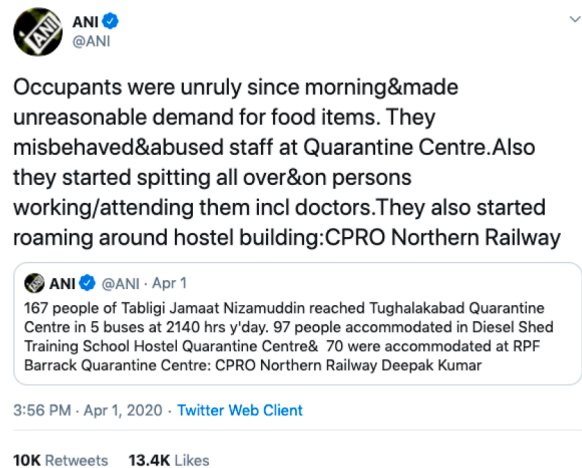 ANI
ANI
@ANI
Occupants were unruly since morning&made
unreasonable demand for food items. They
misbehaved&abused staff at Quarantine Centre.Also
they started spitting all over&on persons
working/attending them incl doctors.They also started
roaming around hostel building:CPRO Northern Railway
ANI @ANI · Apr 1
167 people of Tabligi Jamaat Nizamuddin reached Tughalakabad Quarantine
Centre in 5 buses at 2140 hrs y'day. 97 people accommodated in Diesel Shed
Training School Hostel Quarantine Centre& 70 were accommodated at RPF
Barrack Quarantine Centre: CPRO Northern Railway Deepak Kumar
3:56 PM · Apr 1, 2020 · Twitter Web Client
10K Retweets 13.4K Likes